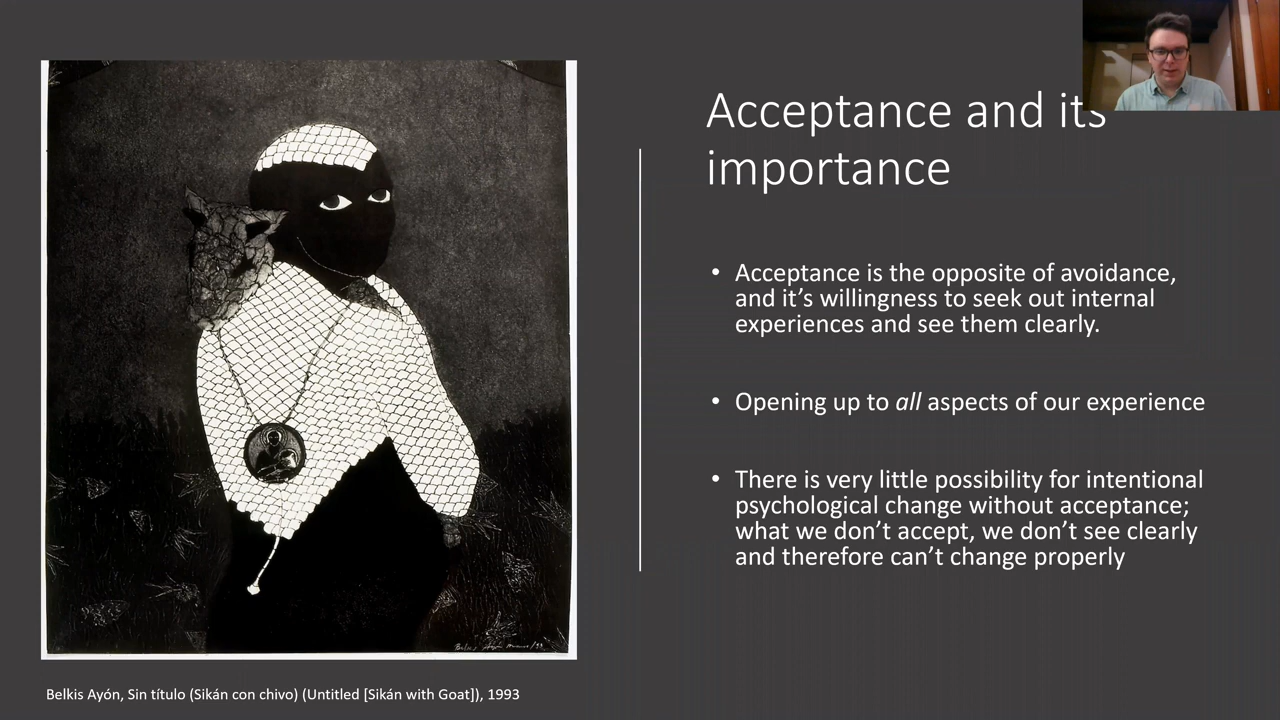 Acceptance and its
importance
• Acceptance is the opposite of avoidance,
and it’s willingness to seek out internal
experiences and see them clearly.
• Opening up to all aspects of our experience
• There is very little possibility for intentional
psychological change without acceptance;
what we don’t accept, we don’t see clearly
and therefore can’t change properly
Belkis Ayón
Belkis Ayón, Sin título (Sikán con chivo) (Untitled [Sikán with Goat]), 1993